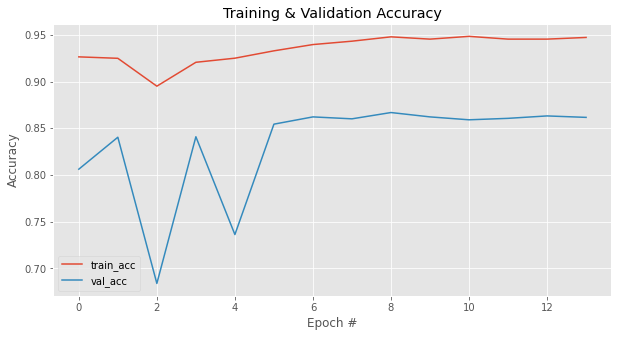 Training & Validation Accuracy
0.95
0.90
0.85
0.80
0.75
0.70
Accuracy
train_acc
val_acc
0 2 4 6 8 10 12
Epoch #